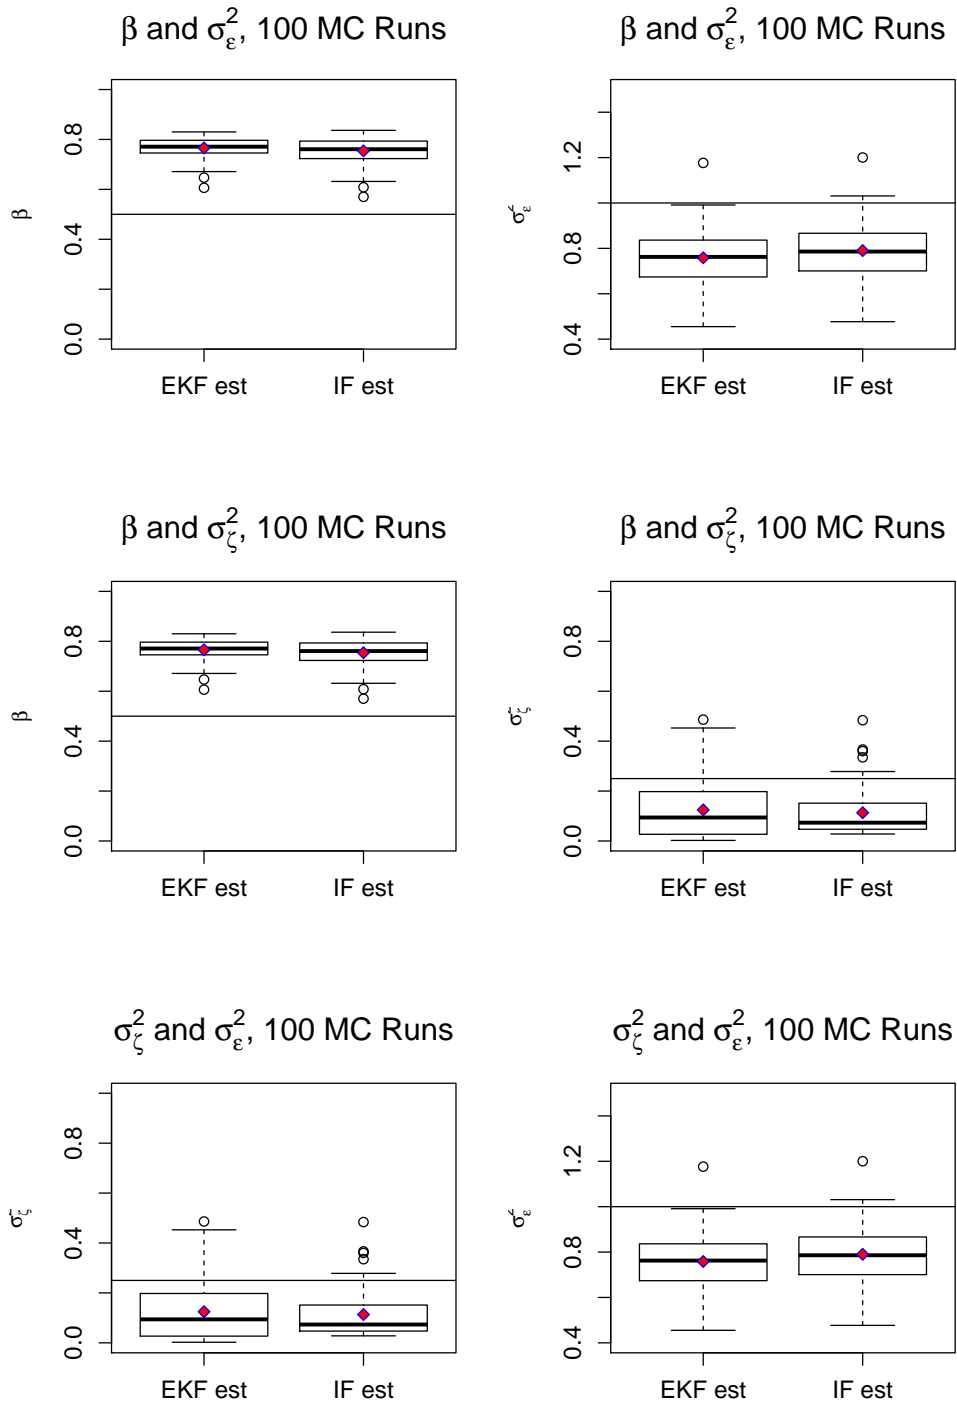 β and σ²_ε, 100 MC Runs
β
0.0 0.4 0.8
EKF est IF est
β and σ²_ε, 100 MC Runs
σ²_ε
0.4 0.8 1.2
EKF est IF est
β and σ²_ζ, 100 MC Runs
β
0.0 0.4 0.8
EKF est IF est
β and σ²_ζ, 100 MC Runs
σ²_ζ
0.0 0.4 0.8
EKF est IF est
σ²_ζ and σ²_ε, 100 MC Runs
σ²_ζ
0.0 0.4 0.8
EKF est IF est
σ²_ζ and σ²_ε, 100 MC Runs
σ²_ε
0.4 0.8 1.2
EKF est IF est